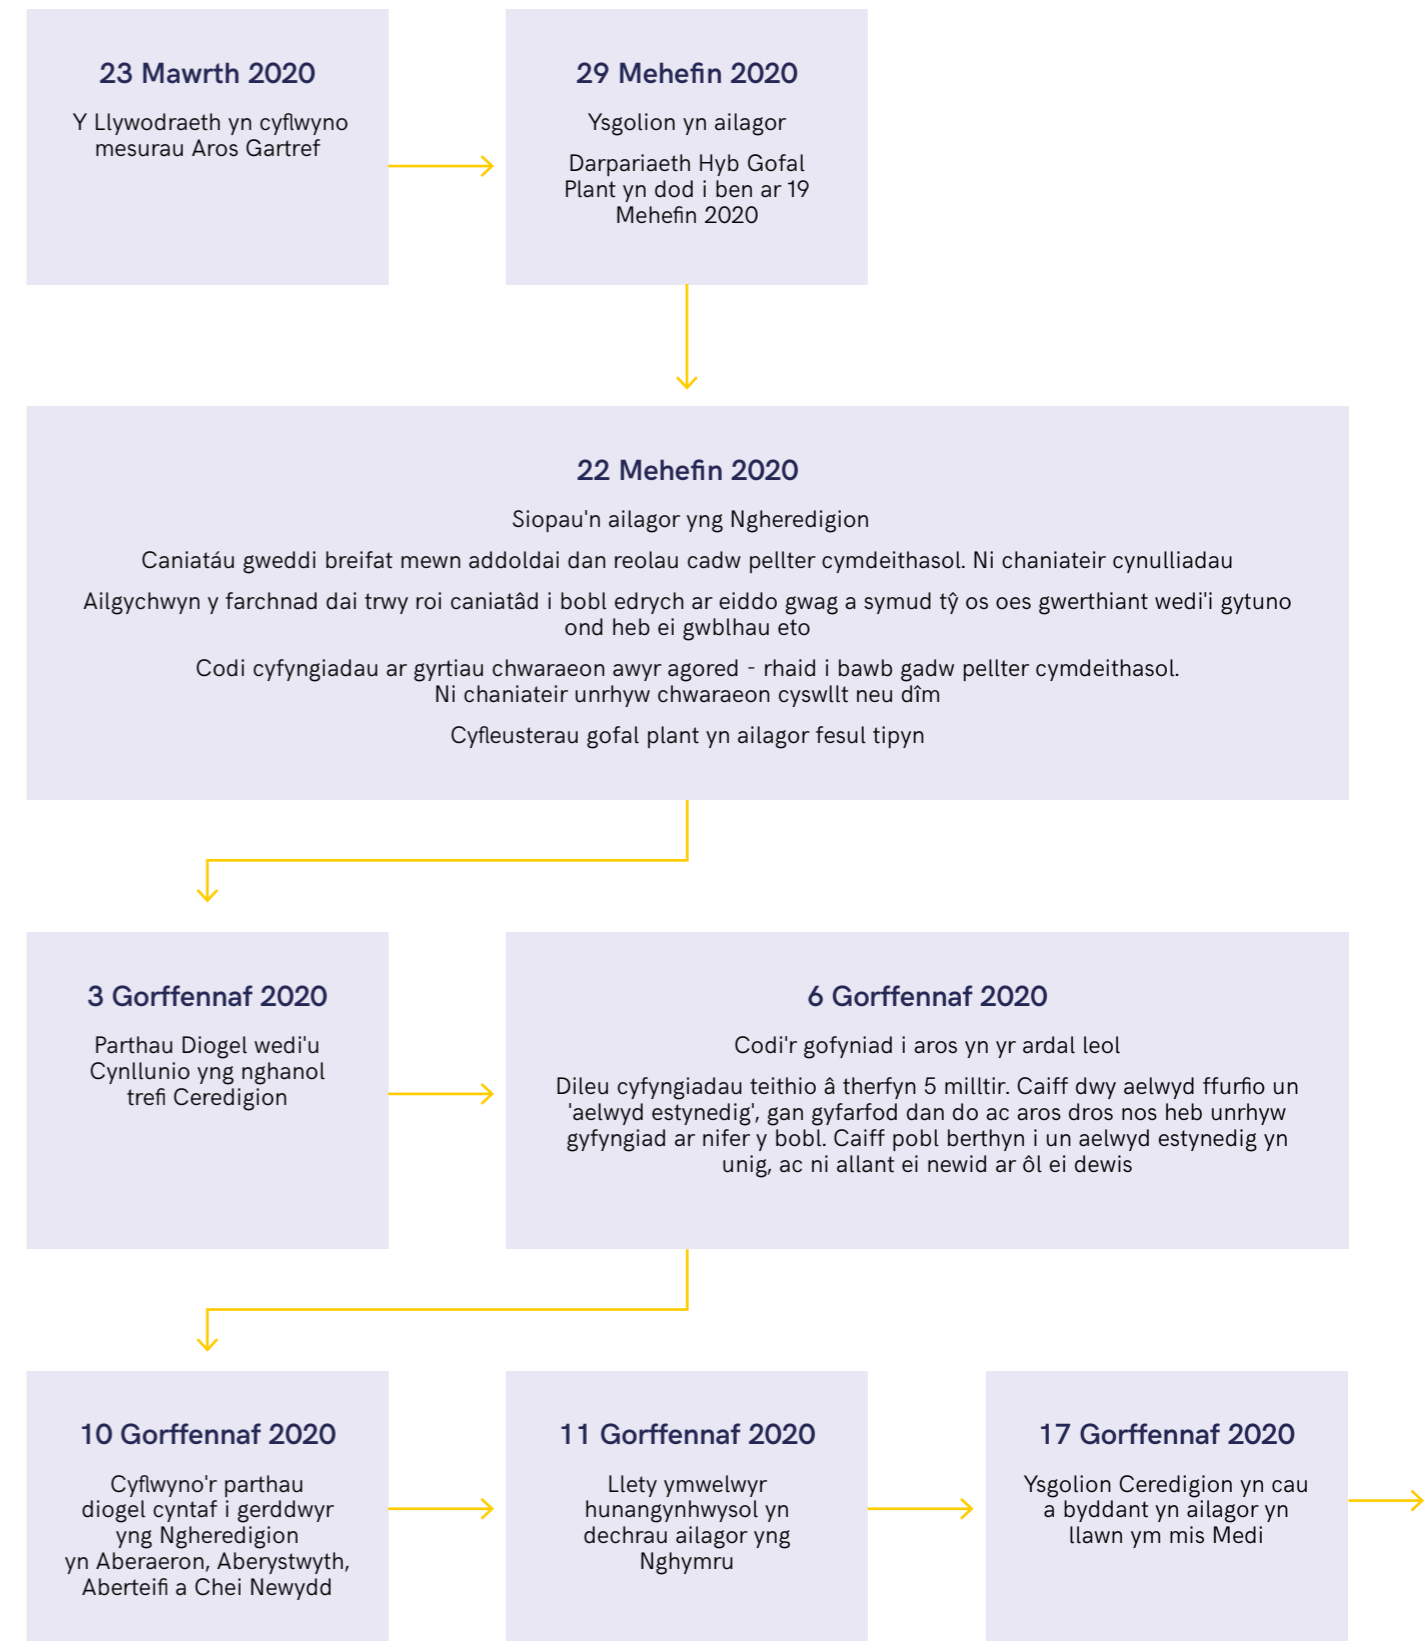 23 Mawrth 2020
Y Llywodraeth yn cyflwyno
mesurau Aros Gartref
29 Mehefin 2020
Ysgolion yn ailagor
Darpariaeth Hyb Gofal
Plant yn dod i ben ar 19
Mehefin 2020
22 Mehefin 2020
Siopau'n ailagor yng Ngheredigion
Caniatáu gweddi breifat mewn addoldai dan reolau cadw pellter cymdeithasol. Ni chaniateir cynulliadau
Ailgychwyn y farchnad dai trwy roi caniatâd i bobl edrych ar eiddo gwag a symud tŷ os oes gwerthiant wedi'i gytuno
ond heb ei gwblhau eto
Codi cyfyngiadau ar gyrtiau chwaraeon awyr agored - rhaid i bawb gadw pellter cymdeithasol.
Ni chaniateir unrhyw chwaraeon cyswllt neu dîm
Cyfleusterau gofal plant yn ailagor fesul tipyn
3 Gorffennaf 2020
Parthau Diogel wedi'u
Cynllunio yng nghanol
trefi Ceredigion
6 Gorffennaf 2020
Codi'r gofyniad i aros yn yr ardal leol
Dileu cyfyngiadau teithio â therfyn 5 milltir. Caiff dwy aelwyd ffurfio un
'aelwyd estynedig', gan gyfarfod dan do ac aros dros nos heb unrhyw
gyfyngiad ar nifer y bobl. Caiff pobl berthyn i un aelwyd estynedig yn
unig, ac ni allant ei newid ar ôl ei dewis
10 Gorffennaf 2020
Cyflwyno'r parthau
diogel cyntaf i gerddwyr
yng Ngheredigion
yn Aberaeron, Aberystwyth,
Aberteifi a Chei Newydd
11 Gorffennaf 2020
Llety ymwelwyr
hunangynhwysol yn
dechrau ailagor yng
Nghymru
17 Gorffennaf 2020
Ysgolion Ceredigion yn cau
a byddant yn ailagor yn
llawn ym mis Medi